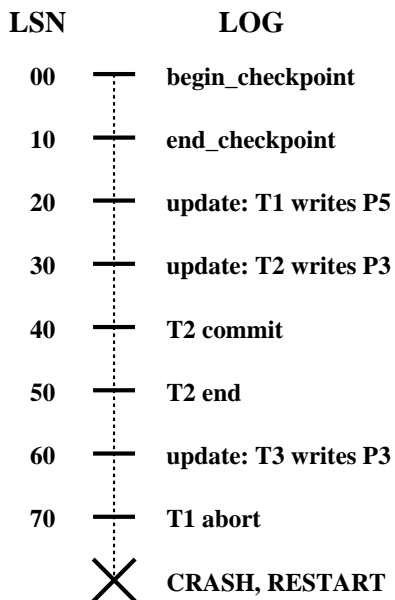 LSN LOG
00 begin_checkpoint
10 end_checkpoint
20 update: T1 writes P5
30 update: T2 writes P3
40 T2 commit
50 T2 end
60 update: T3 writes P3
70 T1 abort
CRASH, RESTART